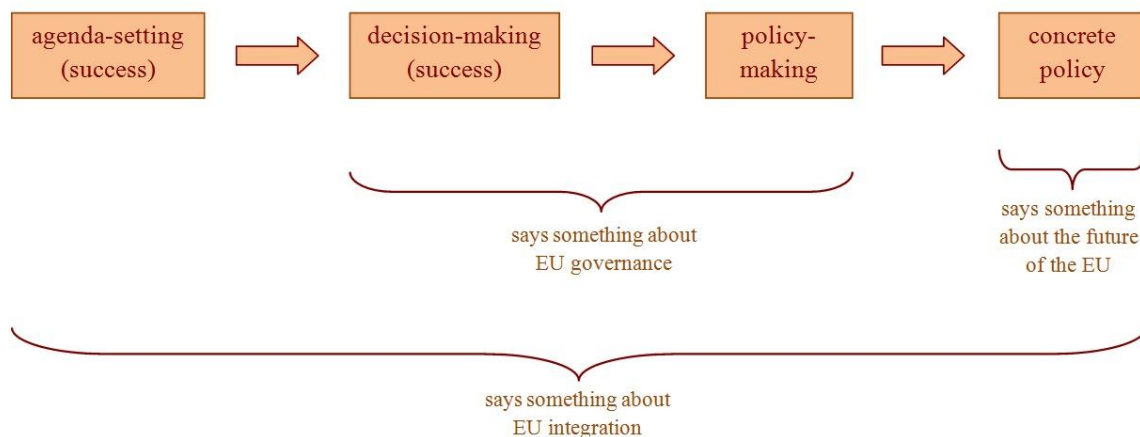 agenda-setting
(success)
decision-making
(success)
policy-
making
concrete
policy
says something about
EU governance
says something
about the future
of the EU
says something about
EU integration